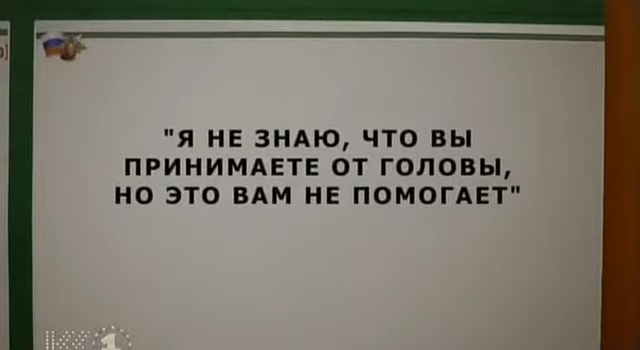 "Я НЕ ЗНАЮ, ЧТО ВЫ
ПРИНИМАЕТЕ ОТ ГОЛОВЫ,
НО ЭТО ВАМ НЕ ПОМОГАЕТ"